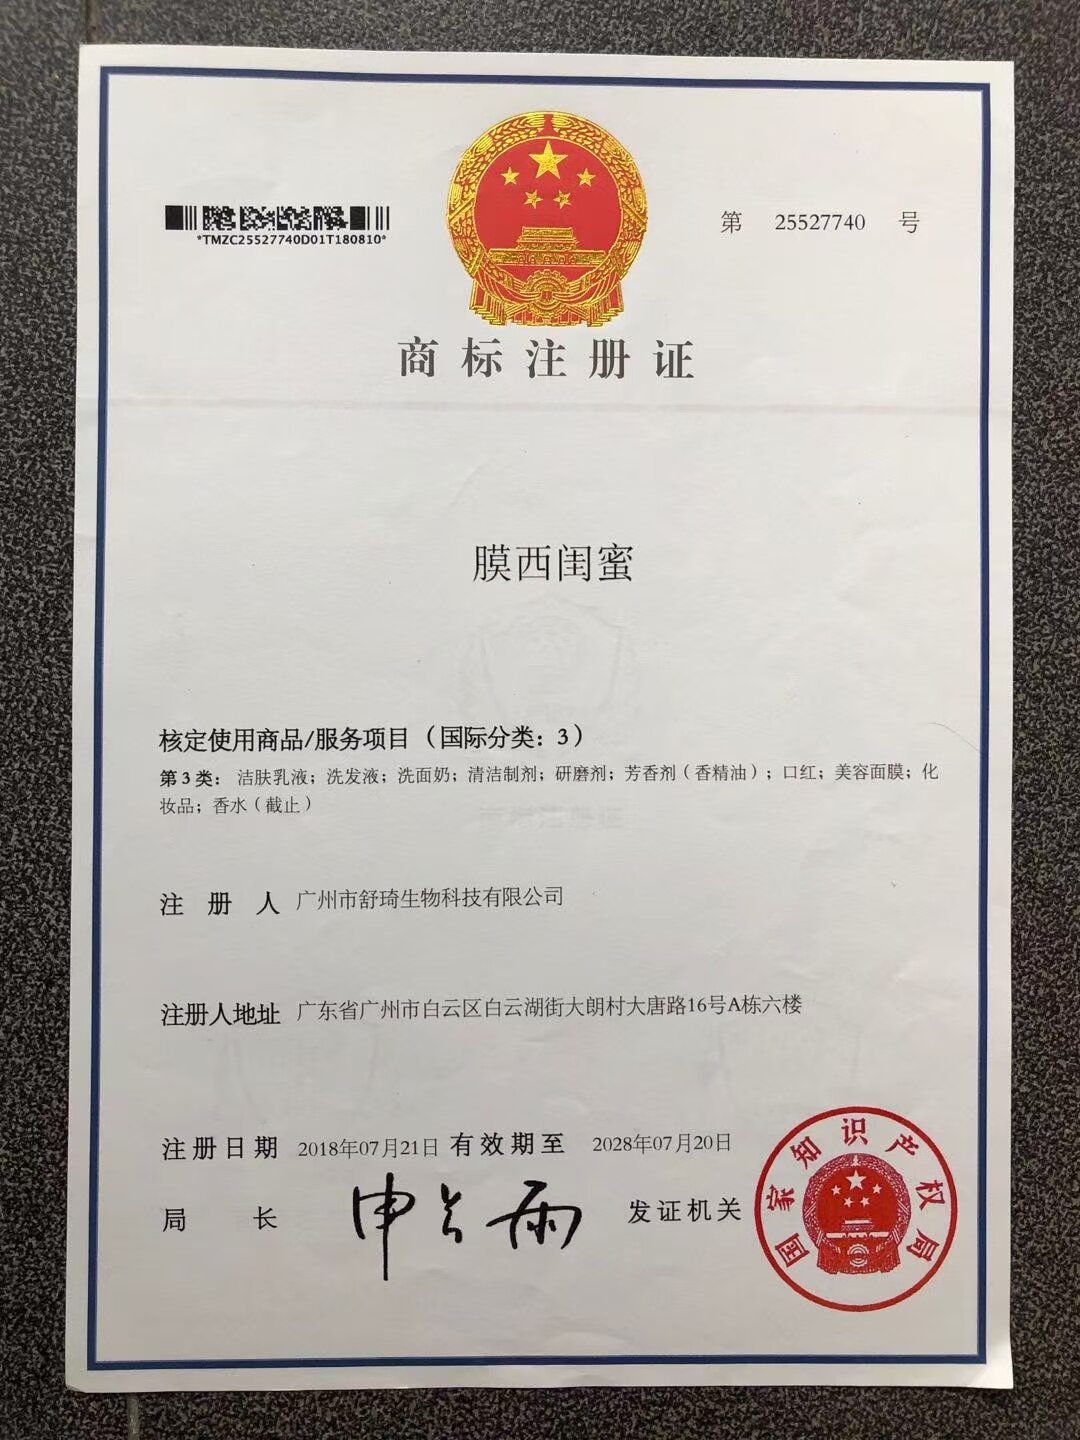 *TMZC25527740D01T180810*
第 25527740 号
商标注册证
膜西闺蜜
核定使用商品/服务项目（国际分类：3）
第 3 类： 洁肤乳液；洗发液；洗面奶；清洁制剂；研磨剂；芳香剂（香精油）；口红；美容面膜；化
妆品；香水（截止）
注 册 人 广州市舒琦生物科技有限公司
注册人地址 广东省广州市白云区白云湖街大朗村大唐路16号A栋六楼
注册日期 2018年07月21日 有效期至 2028年07月20日
局 长 申长雨 发证机关
国家知识产权局